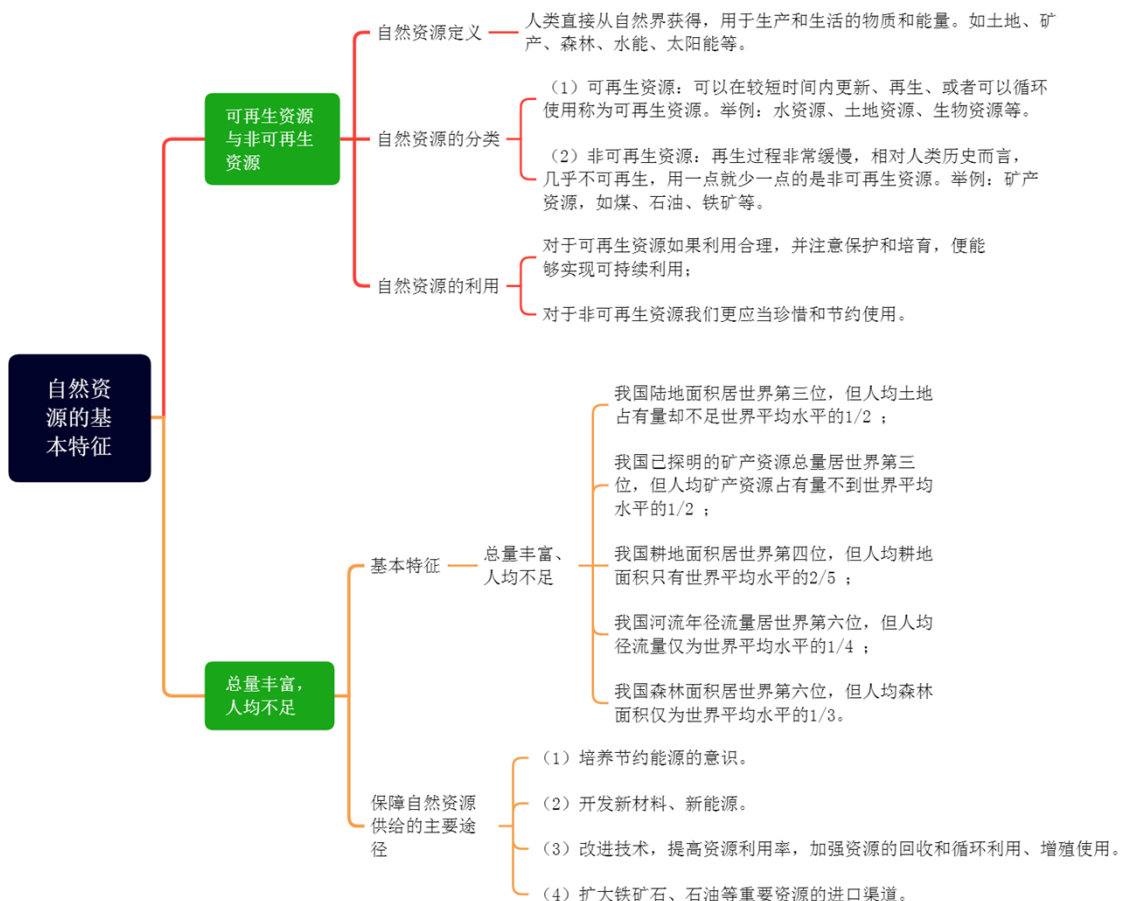 自然资
源的基
本特征
可再生资源
与非可再生
资源
自然资源定义
人类直接从自然界获得，用于生产和生活的物质和能量。如土地、矿
产、森林、水能、太阳能等。
自然资源的分类
（1）可再生资源：可以在较短时间内更新、再生、或者可以循环
使用称为可再生资源。举例：水资源、土地资源、生物资源等。
（2）非可再生资源：再生过程非常缓慢，相对人类历史而言，
几乎不可再生，用一点就少一点的是非可再生资源。举例：矿产
资源，如煤、石油、铁矿等。
自然资源的利用
对于可再生资源如果利用合理，并注意保护和培育，便能
够实现可持续利用；
对于非可再生资源我们更应当珍惜和节约使用。
总量丰富，
人均不足
基本特征
总量丰富、
人均不足
我国陆地面积居世界第三位，但人均土地
占有量却不足世界平均水平的1/2 ；
我国已探明的矿产资源总量居世界第三
位，但人均矿产资源占有量不到世界平均
水平的1/2 ；
我国耕地面积居世界第四位，但人均耕地
面积只有世界平均水平的2/5 ；
我国河流年径流量居世界第六位，但人均
径流量仅为世界平均水平的1/4 ；
我国森林面积居世界第六位，但人均森林
面积仅为世界平均水平的1/3。
保障自然资源
供给的主要途
径
（1）培养节约能源的意识。
（2）开发新材料、新能源。
（3）改进技术，提高资源利用率，加强资源的回收和循环利用、增殖使用。
（4）扩大铁矿石、石油等重要资源的进口渠道。